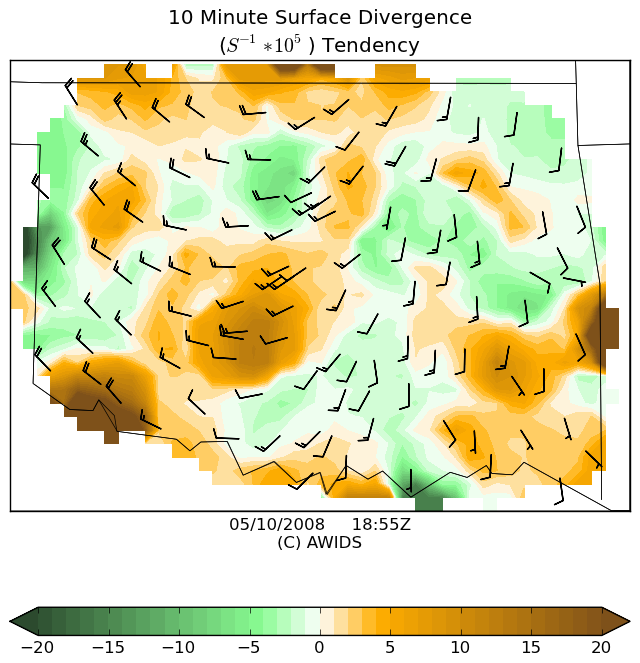 10 Minute Surface Divergence
(S⁻¹ *10⁵ ) Tendency
05/10/2008 18:55Z
(C) AWIDS
−20 −15 −10 −5 0 5 10 15 20